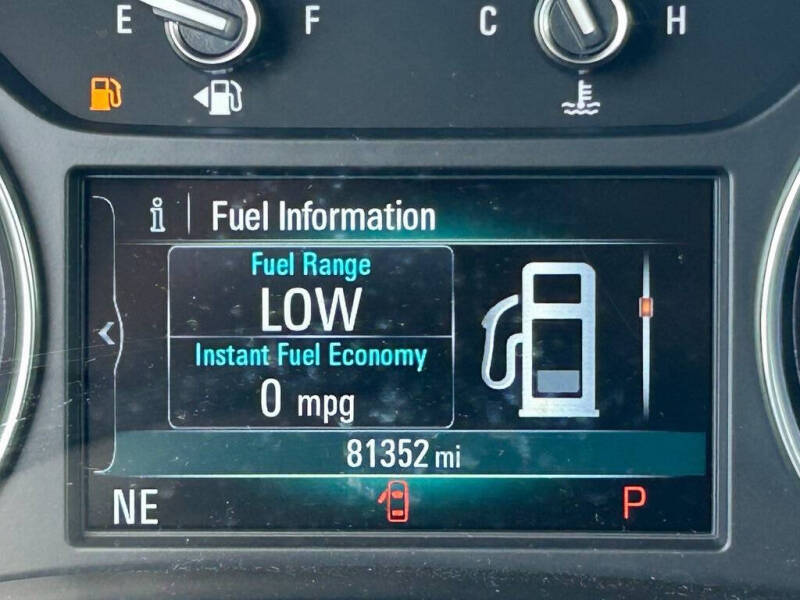 E F C H
i Fuel Information
Fuel Range
LOW
Instant Fuel Economy
0 mpg
81352 mi
NE P